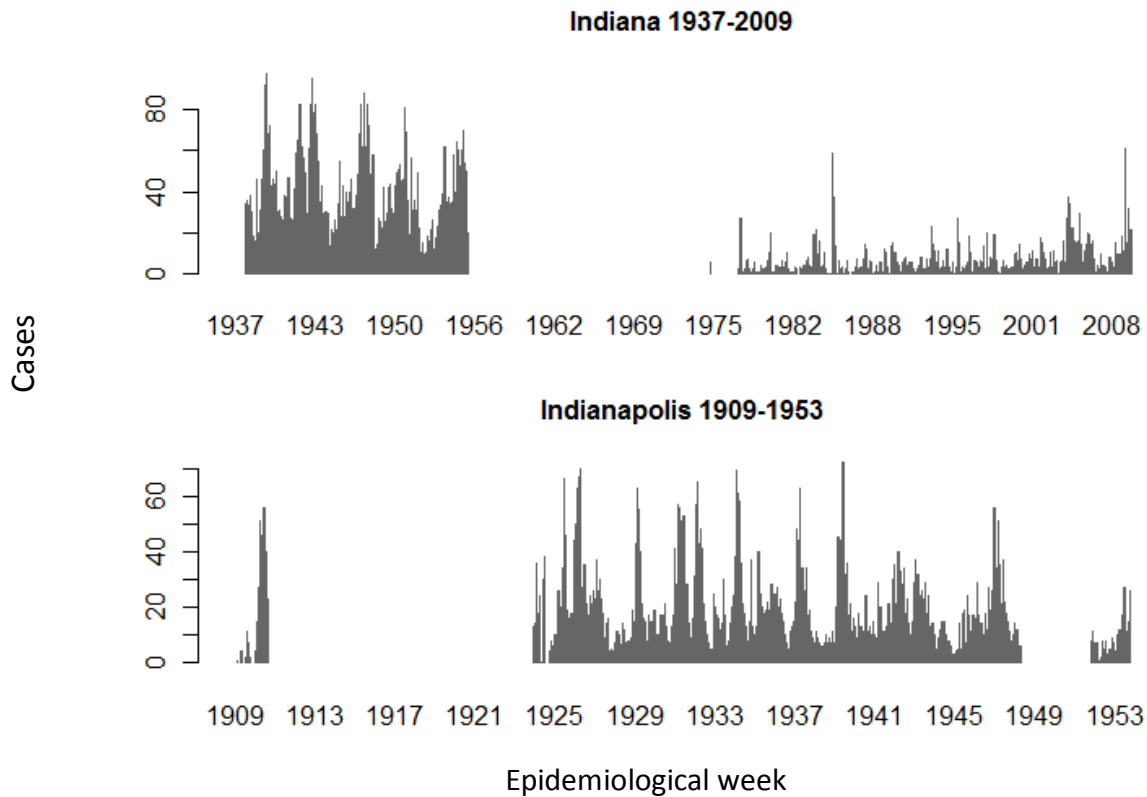 Indiana 1937-2009
80
40
0
1937 1943 1950 1956 1962 1969 1975 1982 1988 1995 2001 2008
Cases
Indianapolis 1909-1953
60
40
20
0
1909 1913 1917 1921 1925 1929 1933 1937 1941 1945 1949 1953
Epidemiological week